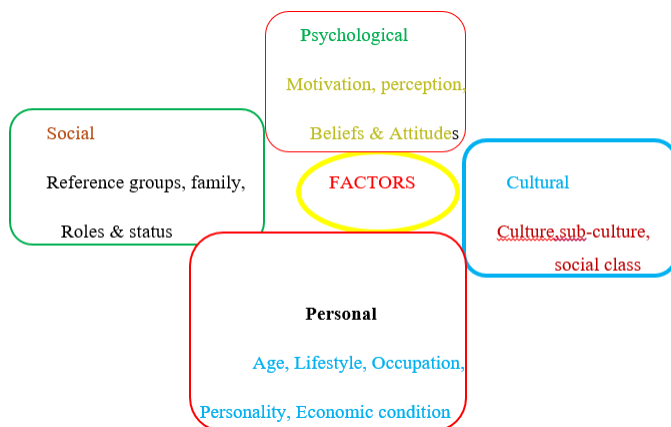 Psychological
Motivation, perception,
Beliefs & Attitudes
Social
Reference groups, family,
Roles & status
FACTORS
Cultural
Culture,sub-culture,
social class
Personal
Age, Lifestyle, Occupation,
Personality, Economic condition